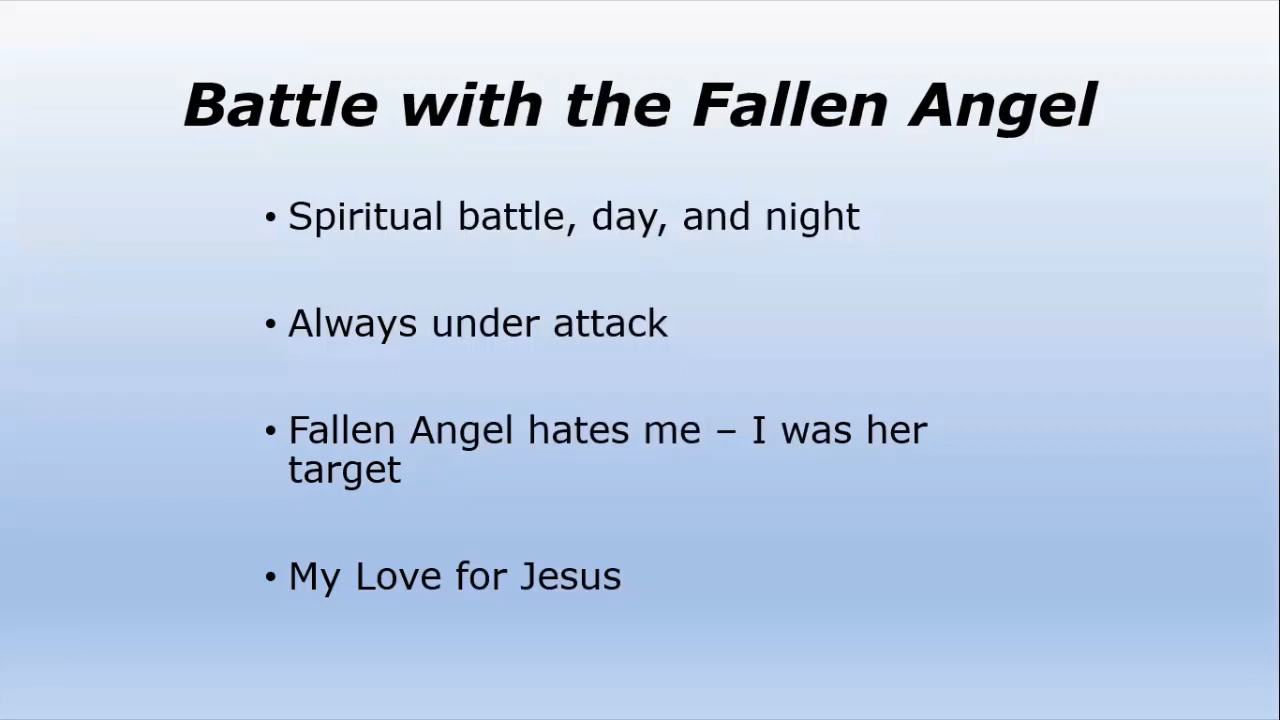 Battle with the Fallen Angel
• Spiritual battle, day, and night
• Always under attack
• Fallen Angel hates me – I was her
target
• My Love for Jesus